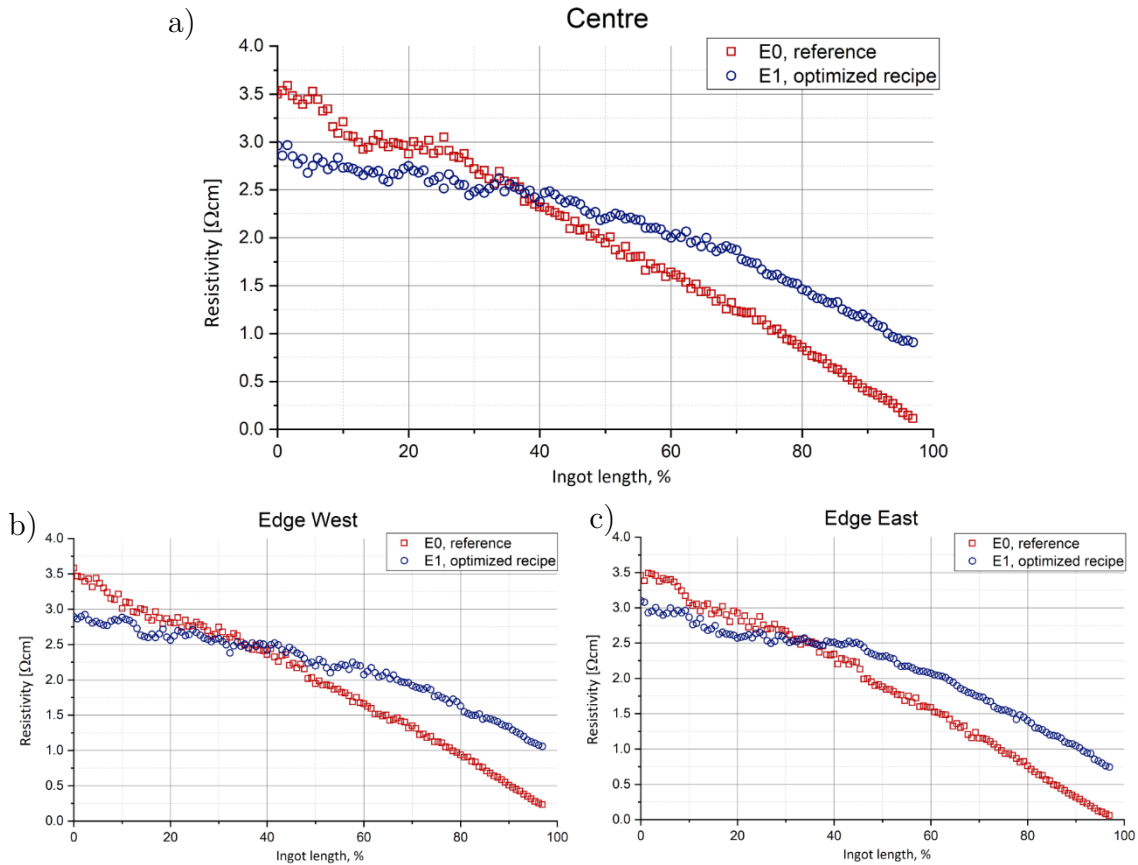 a)
Centre
E0, reference
E1, optimized recipe
4.0
3.5
3.0
2.5
2.0
1.5
1.0
0.5
0.0
Resistivity [Ωcm]
0 20 40 60 80 100
Ingot length, %
b)
Edge West
E0, reference
E1, optimized recipe
4.0
3.5
3.0
2.5
2.0
1.5
1.0
0.5
0.0
Resistivity [Ωcm]
0 20 40 60 80 100
Ingot length, %
c)
Edge East
E0, reference
E1, optimized recipe
4.0
3.5
3.0
2.5
2.0
1.5
1.0
0.5
0.0
Resistivity [Ωcm]
0 20 40 60 80 100
Ingot length, %